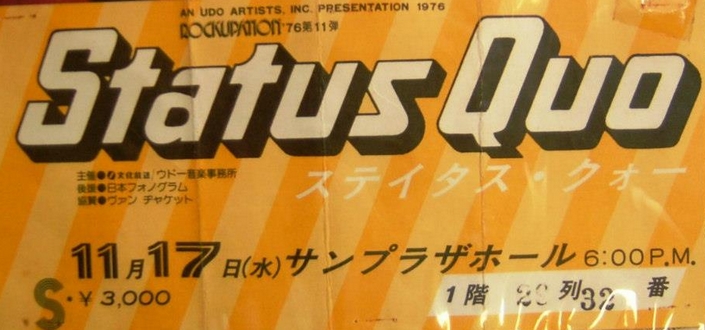 AN UDO ARTISTS, INC. PRESENTATION 1976
ROCKUPATION '76第11弾
Status Quo
ステイタス・クォー
主催●文化放送/ウドー音楽事務所
後援●日本フォノグラム
協賛●ヴァン ヂャケット
11月17日(水)サンプラザホール 6:00P.M.
S・¥3,000
1階 列32番